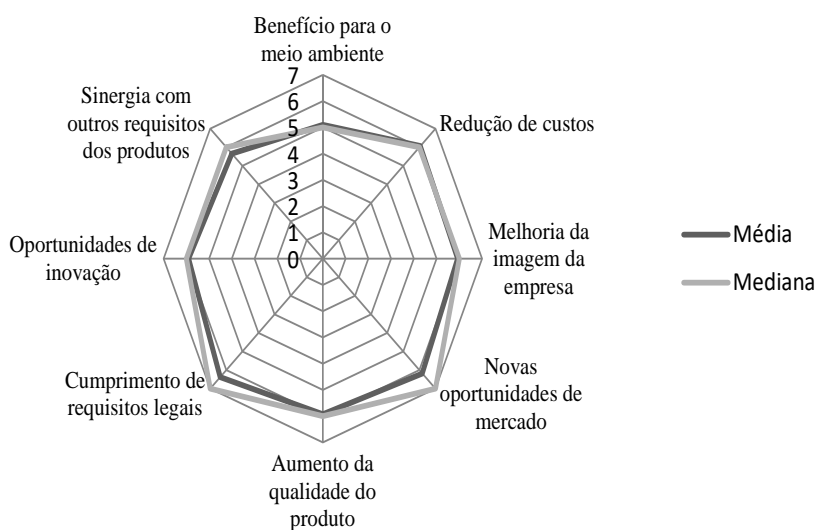 Benefício para o
meio ambiente
Redução de custos
Melhoria da
imagem da
empresa
Novas
oportunidades de
mercado
Aumento da
qualidade do
produto
Cumprimento de
requisitos legais
Oportunidades de
inovação
Sinergia com
outros requisitos
dos produtos
7
6
5
4
3
2
1
0
Média
Mediana